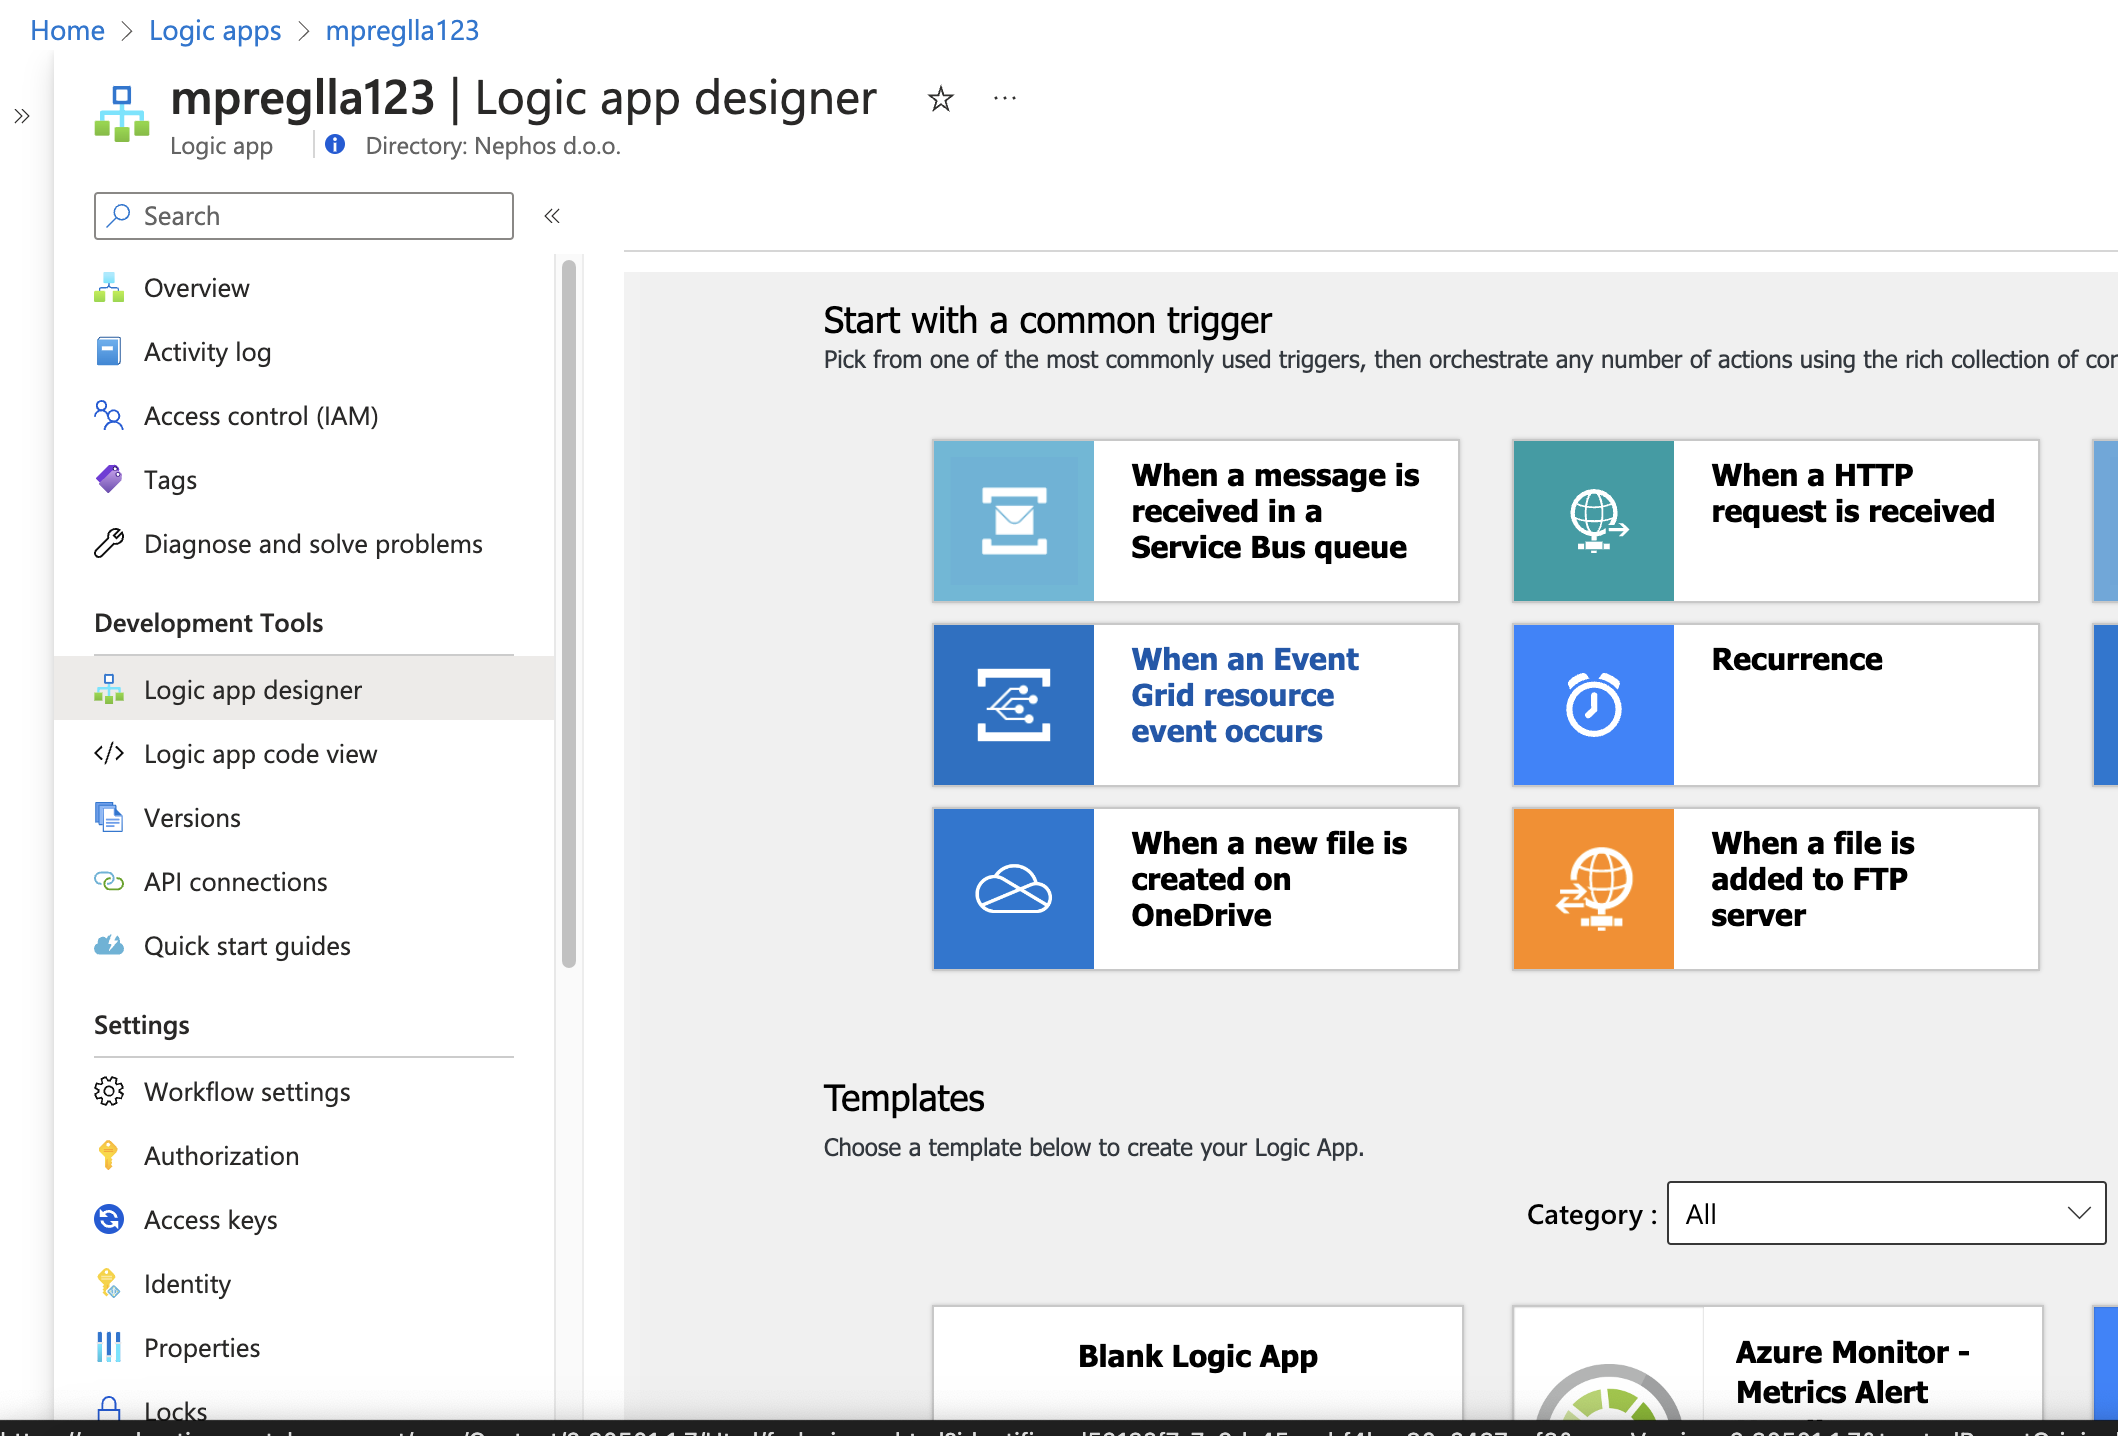 Home > Logic apps > mpreglla123
mpreglla123 | Logic app designer
Logic app
Directory: Nephos d.o.o.
Search
Overview
Activity log
Access control (IAM)
Tags
Diagnose and solve problems
Development Tools
Logic app designer
Logic app code view
Versions
API connections
Quick start guides
Settings
Workflow settings
Authorization
Access keys
Identity
Properties
Locks
Start with a common trigger
Pick from one of the most commonly used triggers, then orchestrate any number of actions using the rich collection of
When a message is
received in a
Service Bus queue
When a HTTP
request is received
When an Event
Grid resource
event occurs
Recurrence
When a new file is
created on
OneDrive
When a file is
added to FTP
server
Templates
Choose a template below to create your Logic App.
Category : All
Blank Logic App
Azure Monitor -
Metrics Alert